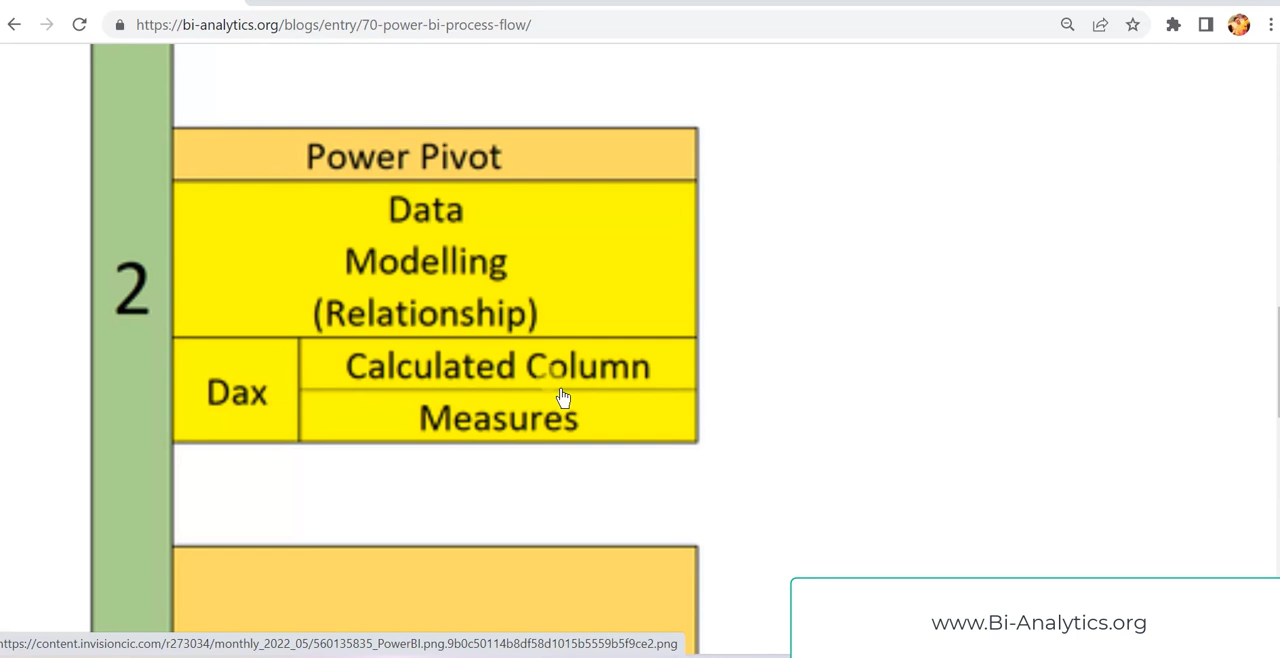 https://bi-analytics.org/blogs/entry/70-power-bi-process-flow/
Power Pivot
Data
Modelling
(Relationship)
2
Dax
Calculated Column
Measures
www.Bi-Analytics.org
https://content.invisioncic.com/r273034/monthly_2022_05/560135835_PowerBI.png.9b0c50114b8df58d1015b5559b5f9ce2.png